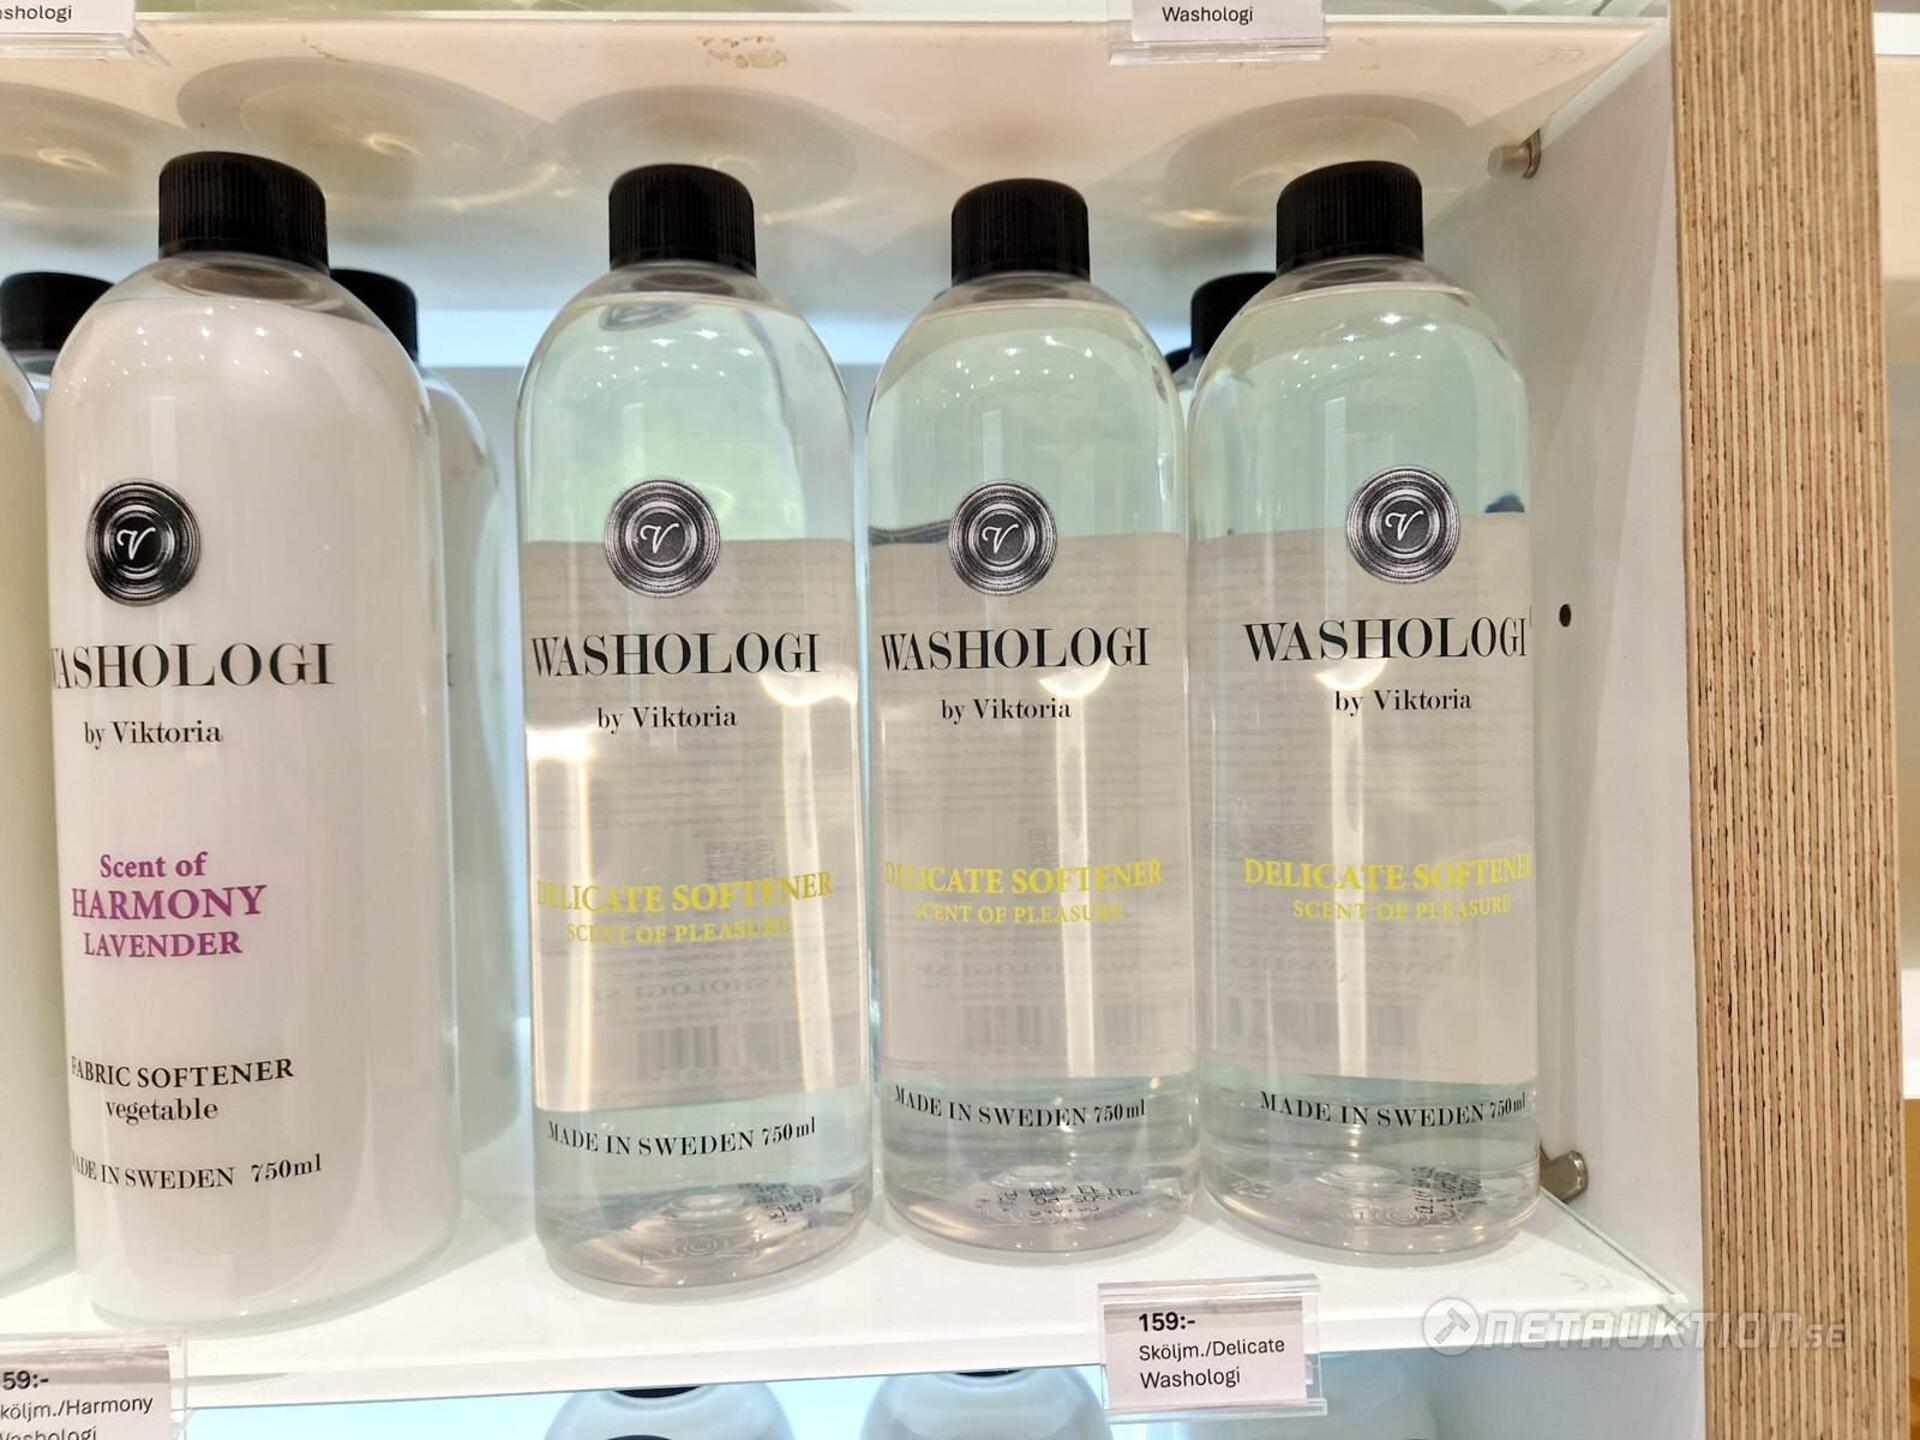 Washologi
V
WASHOLOGI
by Viktoria
Scent of
HARMONY
LAVENDER
FABRIC SOFTENER
vegetable
MADE IN SWEDEN 750ml
V
WASHOLOGI
by Viktoria
DELICATE SOFTENER
SCENT OF PLEASURE
MADE IN SWEDEN 750ml
V
WASHOLOGI
by Viktoria
DELICATE SOFTENER
SCENT OF PLEASURE
MADE IN SWEDEN 750ml
V
WASHOLOGI
by Viktoria
DELICATE SOFTENER
SCENT OF PLEASURE
MADE IN SWEDEN 750ml
159:-
Sköljm./Delicate
Washologi
59:-
köljm./Harmony
Washologi
NETAUKTION.SE